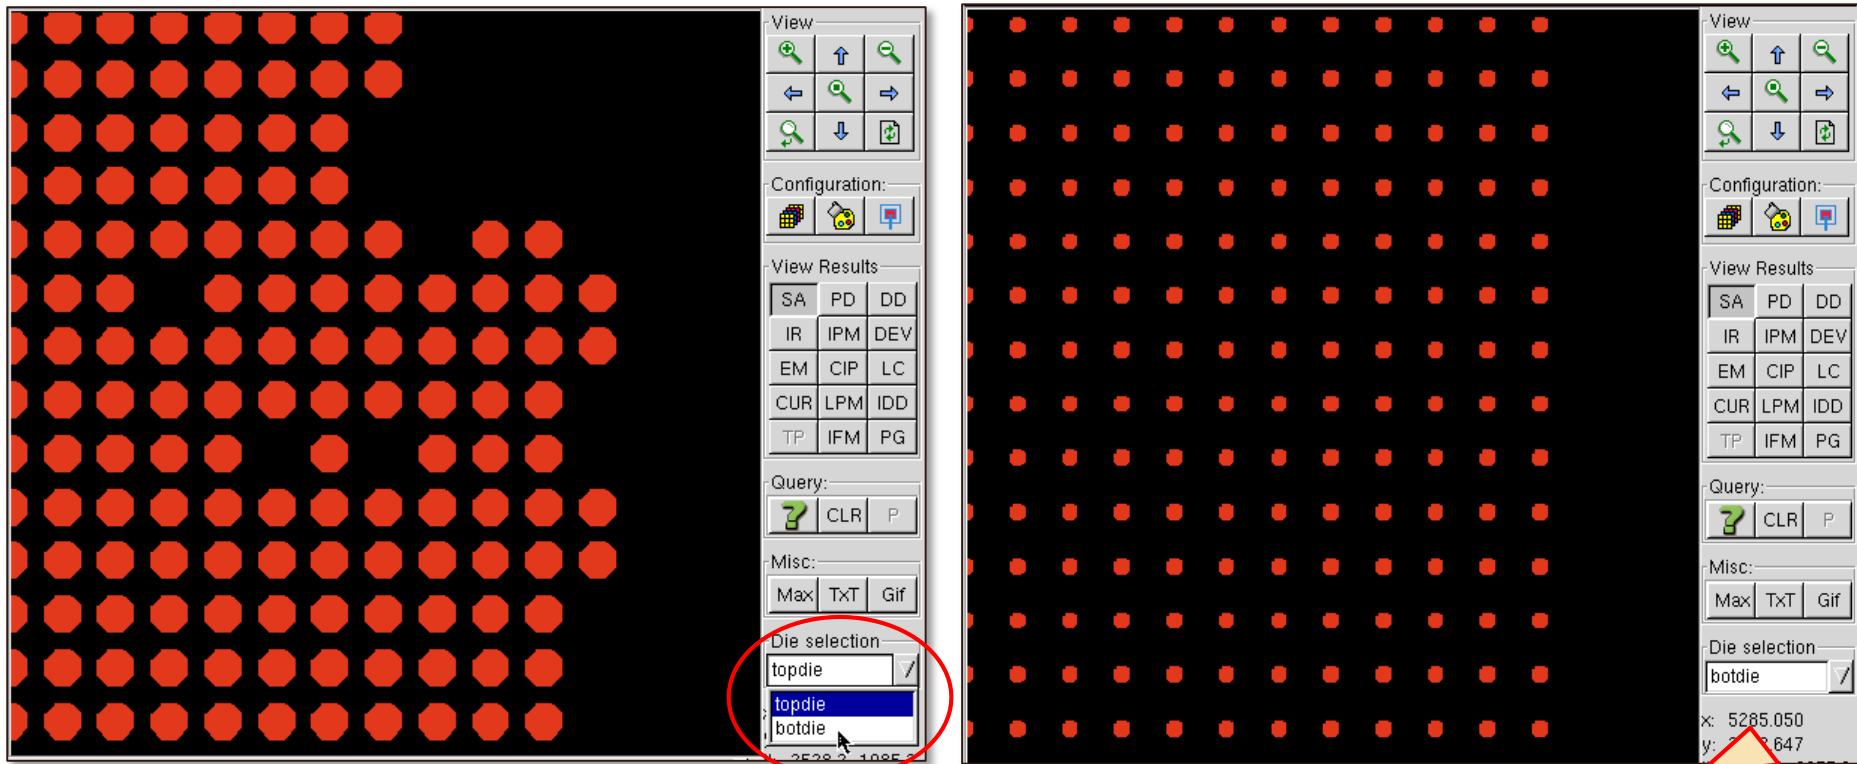 View
Configuration:
View Results
SA PD DD
IR IPM DEV
EM CIP LC
CUR LPM IDD
TP IFM PG
Query:
CLR P
Misc:
Max TxT Gif
Die selection
topdie
topdie
botdie
View
Configuration:
View Results
SA PD DD
IR IPM DEV
EM CIP LC
CUR LPM IDD
TP IFM PG
Query:
CLR P
Misc:
Max TxT Gif
Die selection
botdie
x: 5285.050
y: